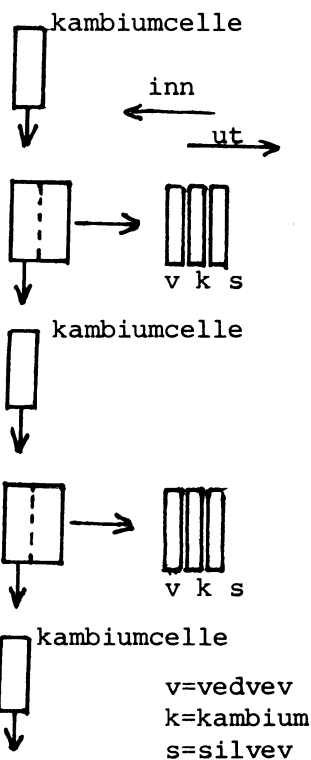 kambiumcelle
inn
ut
v k s
kambiumcelle
v k s
kambiumcelle
v=vedvev
k=kambium
s=silvev